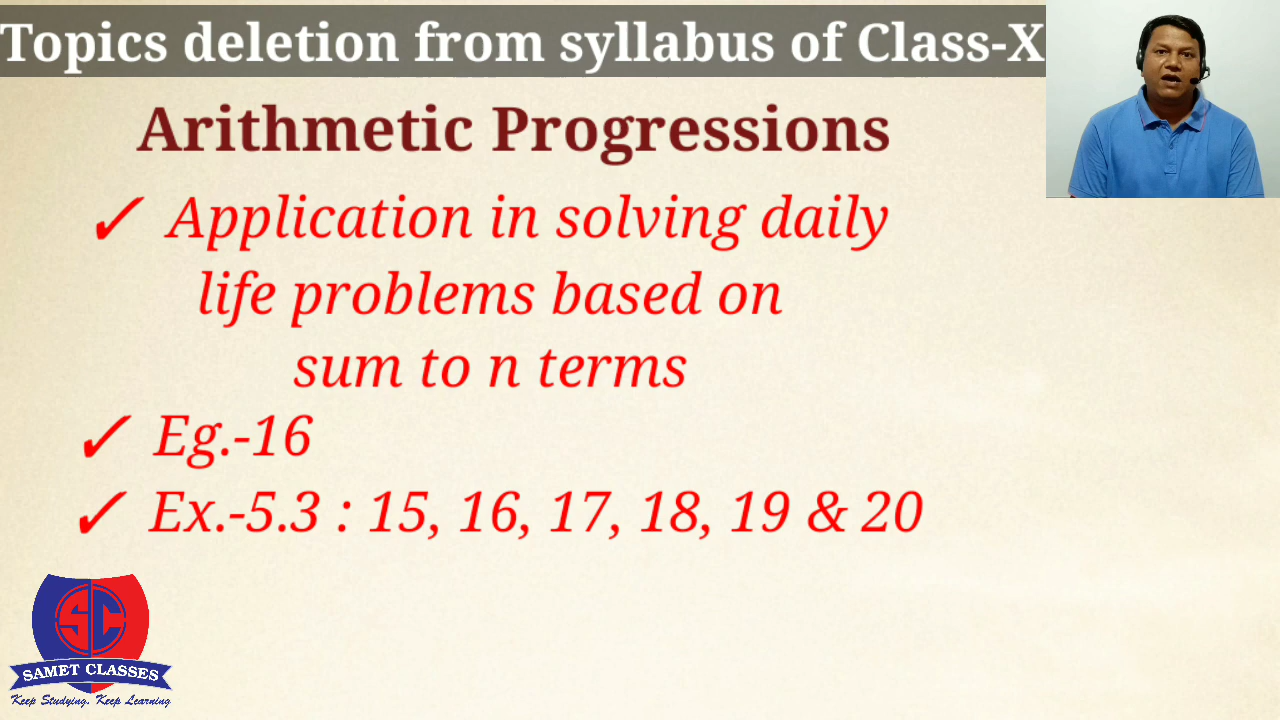 Topics deletion from syllabus of Class-X
Arithmetic Progressions
✓ Application in solving daily
life problems based on
sum to n terms
✓ Eg.-16
✓ Ex.-5.3 : 15, 16, 17, 18, 19 & 20
SC
SAMET CLASSES
Keep Studying, Keep Learning